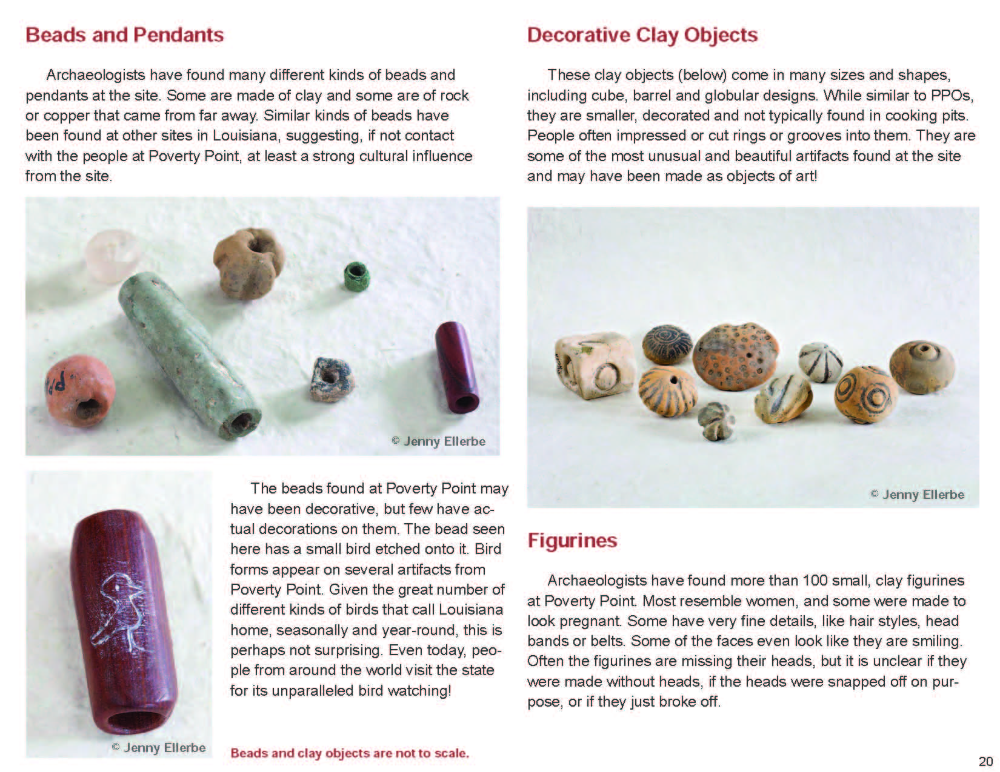 Beads and Pendants
Archaeologists have found many different kinds of beads and
pendants at the site. Some are made of clay and some are of rock
or copper that came from far away. Similar kinds of beads have
been found at other sites in Louisiana, suggesting, if not contact
with the people at Poverty Point, at least a strong cultural influence
from the site.
© Jenny Ellerbe
The beads found at Poverty Point may
have been decorative, but few have ac-
tual decorations on them. The bead seen
here has a small bird etched onto it. Bird
forms appear on several artifacts from
Poverty Point. Given the great number of
different kinds of birds that call Louisiana
home, seasonally and year-round, this is
perhaps not surprising. Even today, peo-
ple from around the world visit the state
for its unparalleled bird watching!
© Jenny Ellerbe
Beads and clay objects are not to scale.
Decorative Clay Objects
These clay objects (below) come in many sizes and shapes,
including cube, barrel and globular designs. While similar to PPOs,
they are smaller, decorated and not typically found in cooking pits.
People often impressed or cut rings or grooves into them. They are
some of the most unusual and beautiful artifacts found at the site
and may have been made as objects of art!
© Jenny Ellerbe
Figurines
Archaeologists have found more than 100 small, clay figurines
at Poverty Point. Most resemble women, and some were made to
look pregnant. Some have very fine details, like hair styles, head
bands or belts. Some of the faces even look like they are smiling.
Often the figurines are missing their heads, but it is unclear if they
were made without heads, if the heads were snapped off on pur-
pose, or if they just broke off.
20